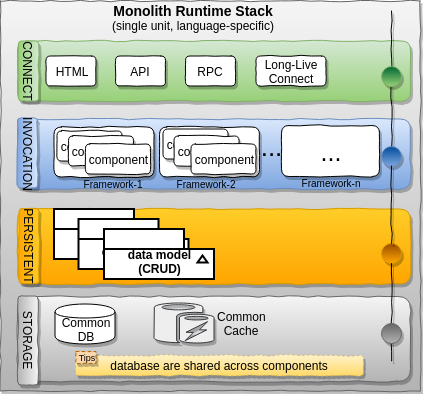 Monolith Runtime Stack
(single unit, language-specific)
CONNECT
HTML
API
RPC
Long-Live
Connect
INVOCATION
co
co
component
Framework-1
c
co
component
Framework-2
...
...
Framework-n
PERSISTENT
data model
(CRUD)
STORAGE
Common
DB
Common
Cache
Tips
database are shared across components